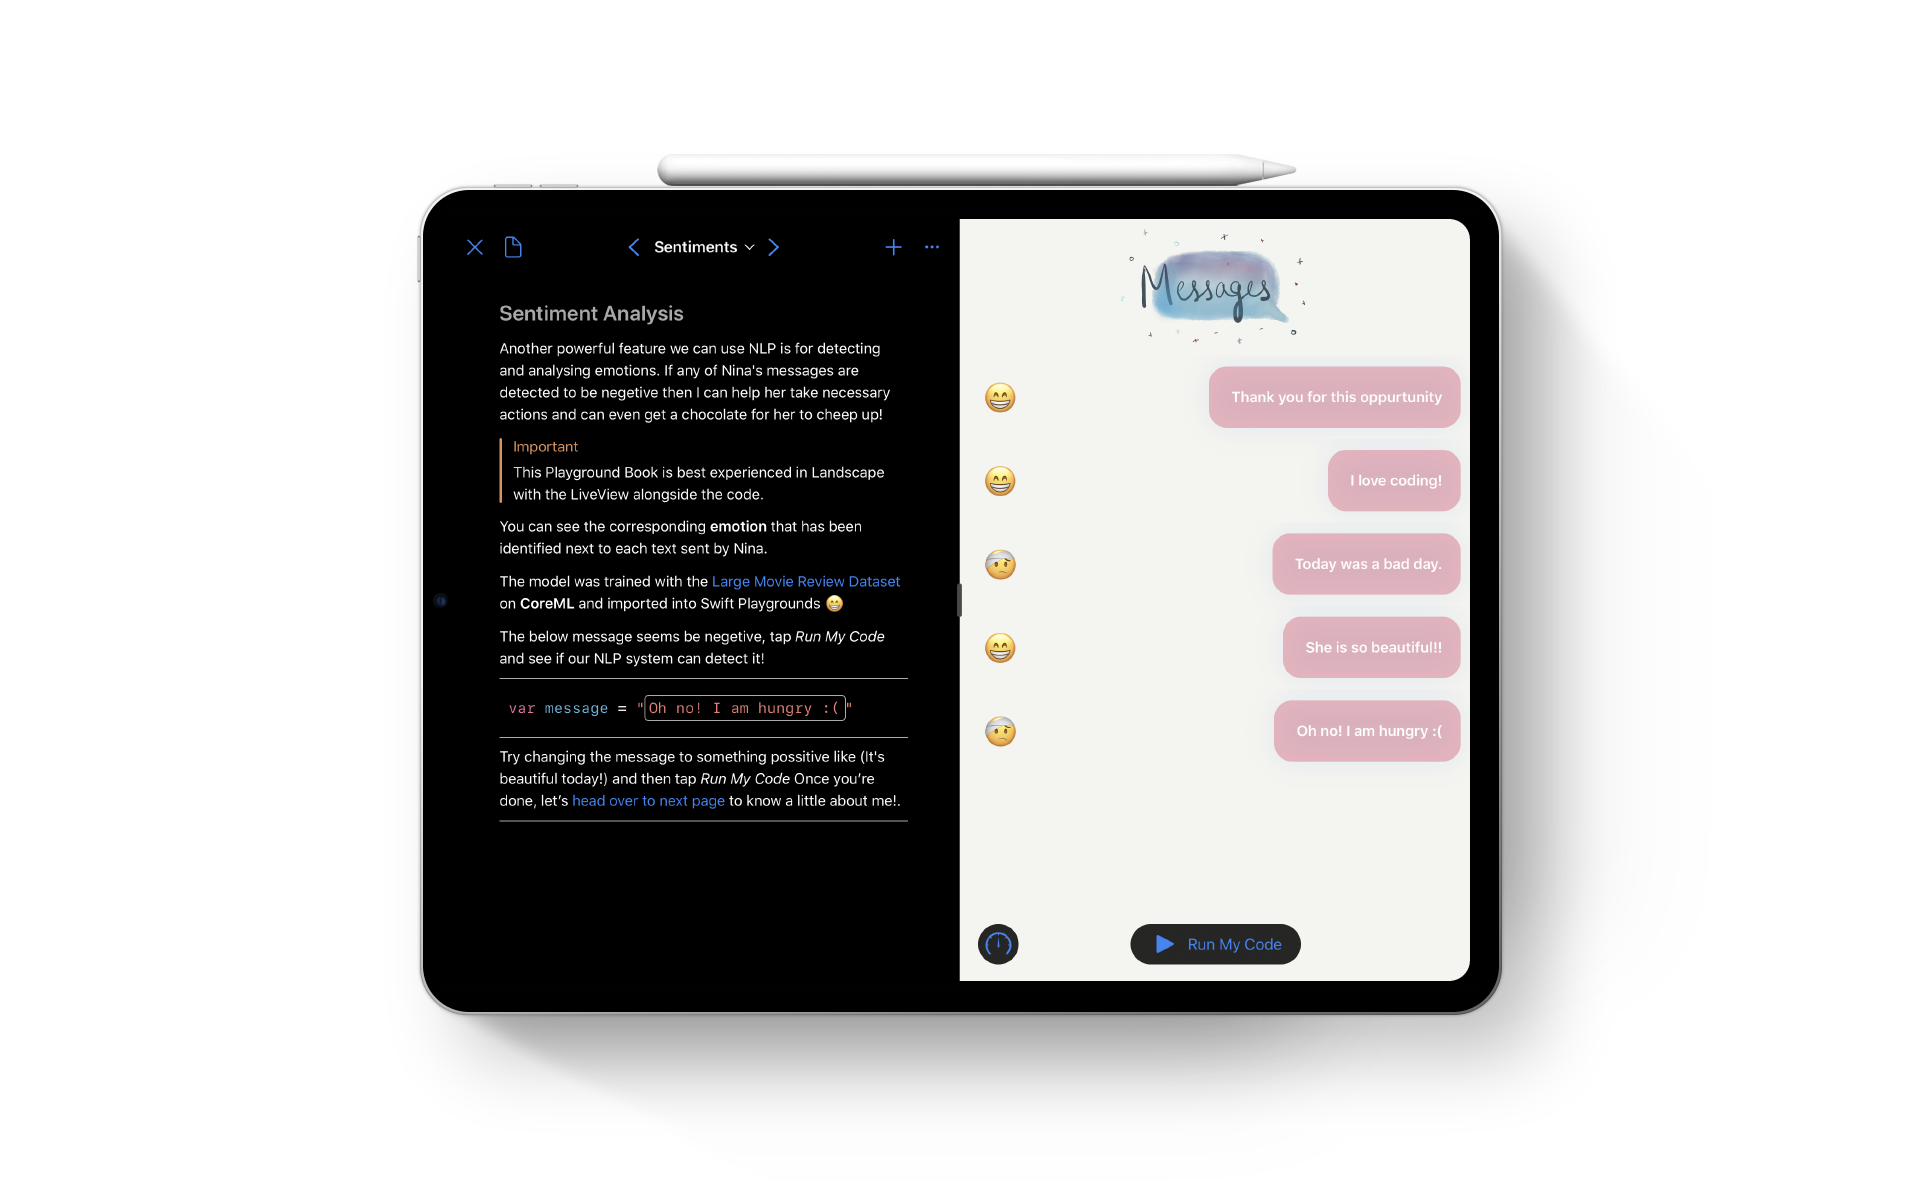 Sentiments
Sentiment Analysis
Another powerful feature we can use NLP is for detecting
and analysing emotions. If any of Nina's messages are
detected to be negetive then I can help her take necessary
actions and can even get a chocolate for her to cheep up!
Important
This Playground Book is best experienced in Landscape
with the LiveView alongside the code.
You can see the corresponding emotion that has been
identified next to each text sent by Nina.
The model was trained with the Large Movie Review Dataset
on CoreML and imported into Swift Playgrounds 😁
The below message seems be negetive, tap Run My Code
and see if our NLP system can detect it!
var message = "Oh no! I am hungry :("
Try changing the message to something possitive like (It's
beautiful today!) and then tap Run My Code Once you're
done, let's head over to next page to know a little about me!.
Messages
Thank you for this oppurtunity
I love coding!
Today was a bad day.
She is so beautiful!!
Oh no! I am hungry :(
Run My Code